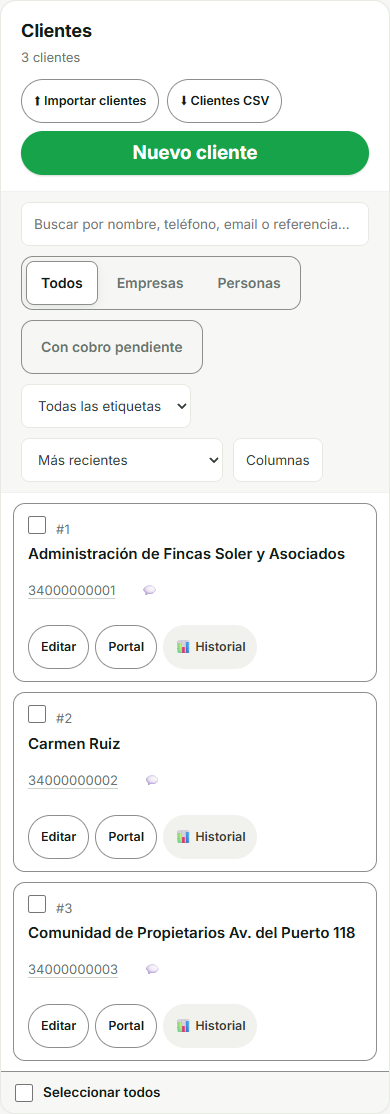 Clientes
3 clientes
⬆ Importar clientes ⬇ Clientes CSV
Nuevo cliente
Buscar por nombre, teléfono, email o referencia...
Todos Empresas Personas
Con cobro pendiente
Todas las etiquetas
Más recientes Columnas
#1
Administración de Fincas Soler y Asociados
34000000001
Editar Portal Historial
#2
Carmen Ruiz
34000000002
Editar Portal Historial
#3
Comunidad de Propietarios Av. del Puerto 118
34000000003
Editar Portal Historial
Seleccionar todos